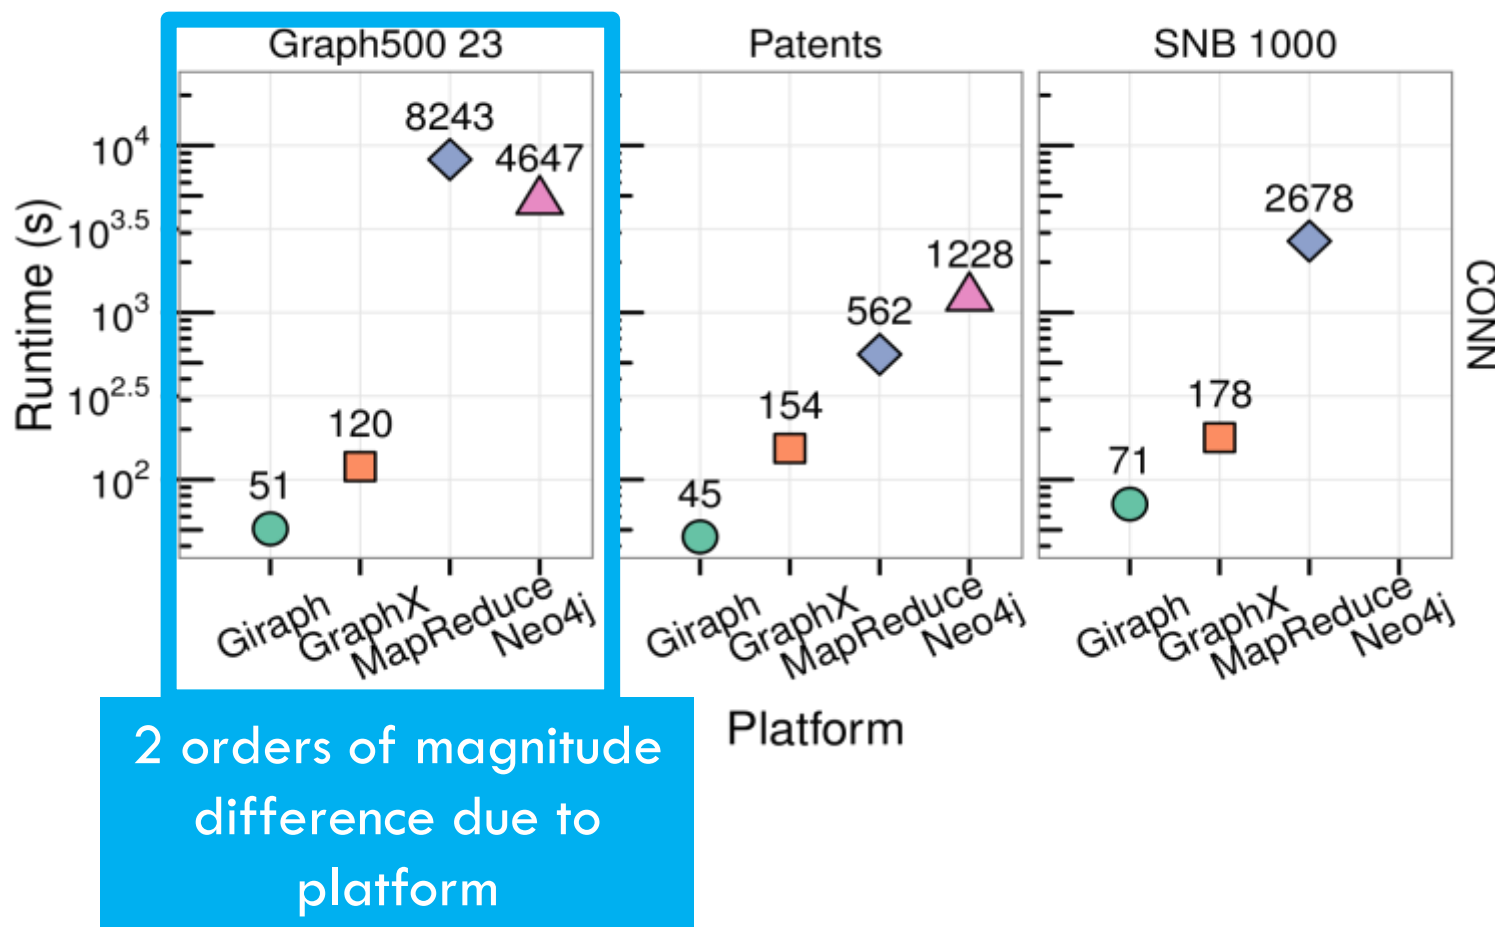 Graph500 23
Patents
SNB 1000
Runtime (s)
10^4
10^3.5
10^3
10^2.5
10^2
51
120
8243
4647
45
154
562
1228
71
178
2678
CONN
Giraph
GraphX
MapReduce
Neo4j
Giraph
GraphX
MapReduce
Neo4j
Giraph
GraphX
MapReduce
Neo4j
Platform
2 orders of magnitude
difference due to
platform